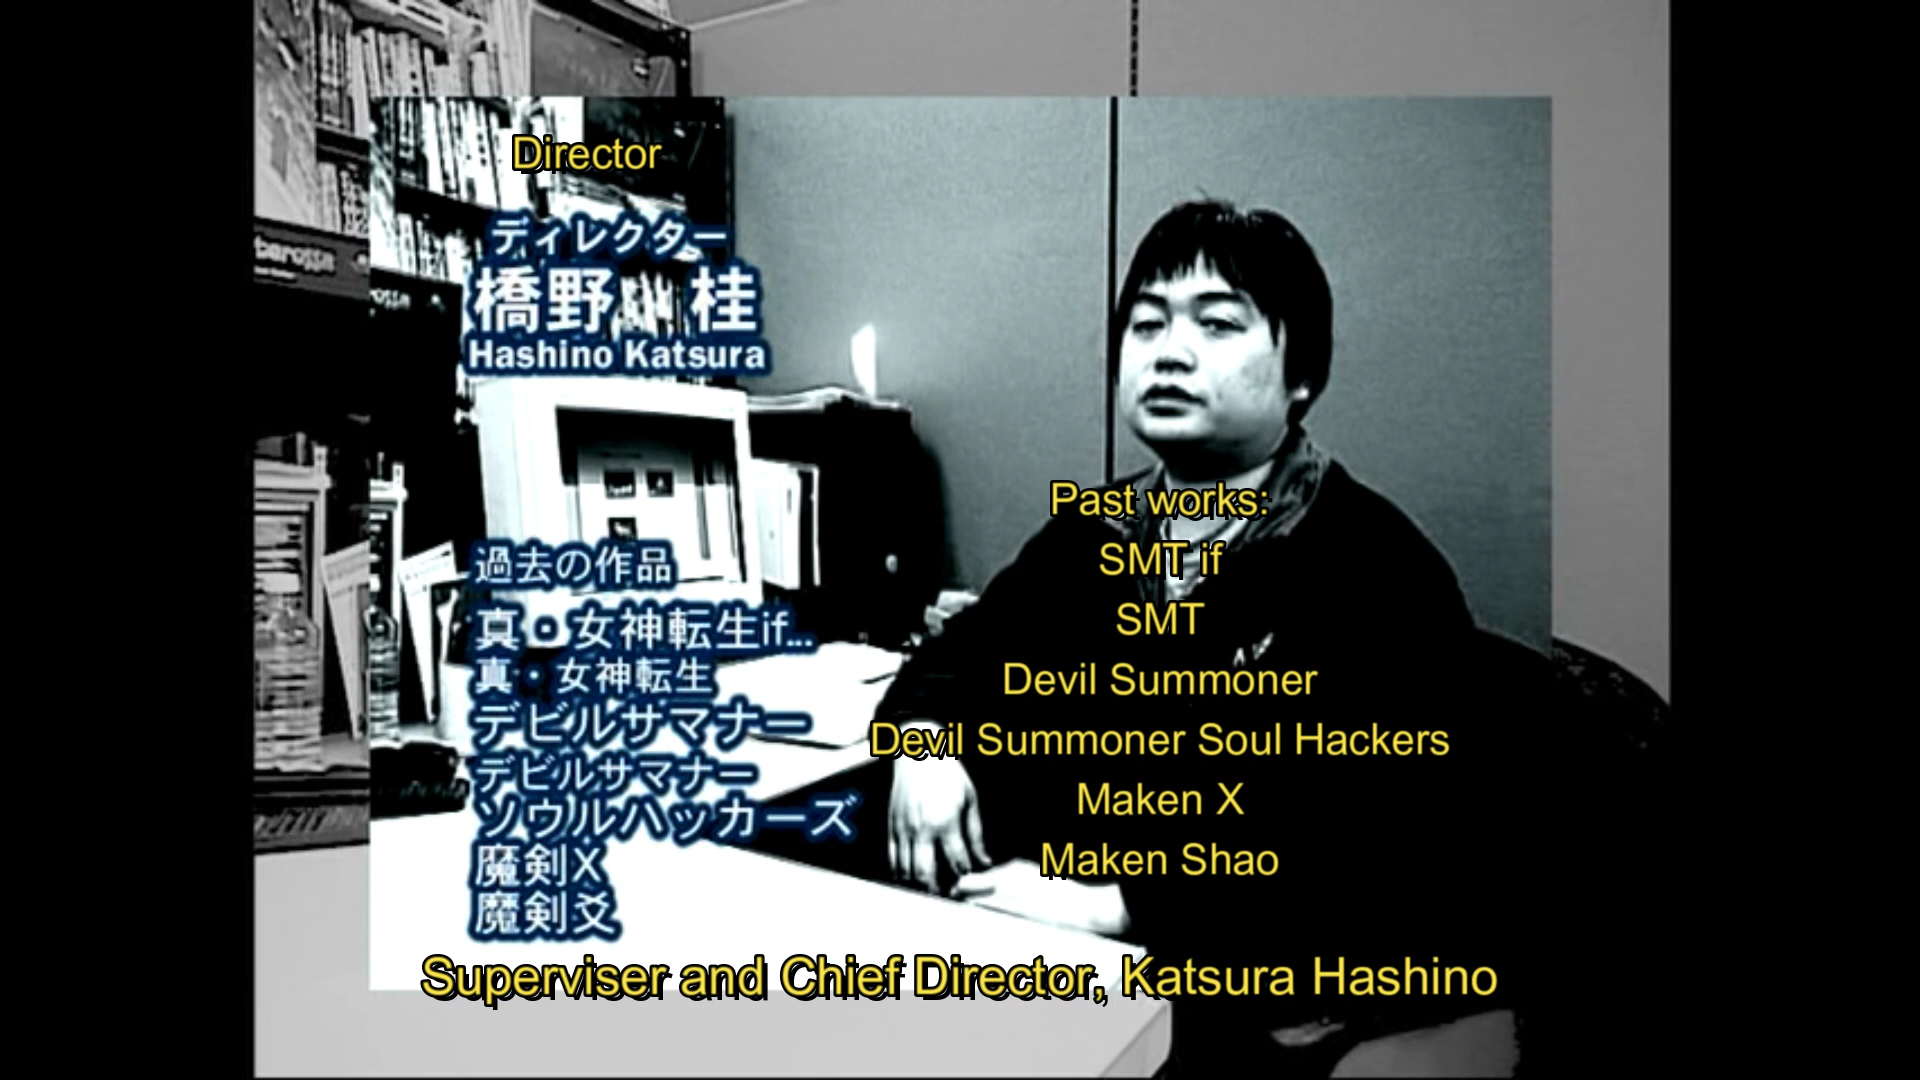 Director
ディレクター
橋野 桂
Hashino Katsura
Past works:
SMT if
SMT
Devil Summoner
Devil Summoner Soul Hackers
Maken X
Maken Shao
過去の作品
真・女神転生if...
真・女神転生
デビルサマナー
デビルサマナー
ソウルハッカーズ
魔剣X
魔剣爻
Superviser and Chief Director, Katsura Hashino